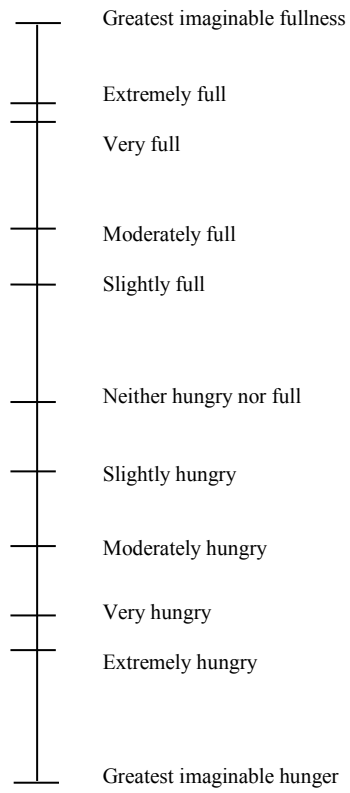 Greatest imaginable fullness
Extremely full
Very full
Moderately full
Slightly full
Neither hungry nor full
Slightly hungry
Moderately hungry
Very hungry
Extremely hungry
Greatest imaginable hunger